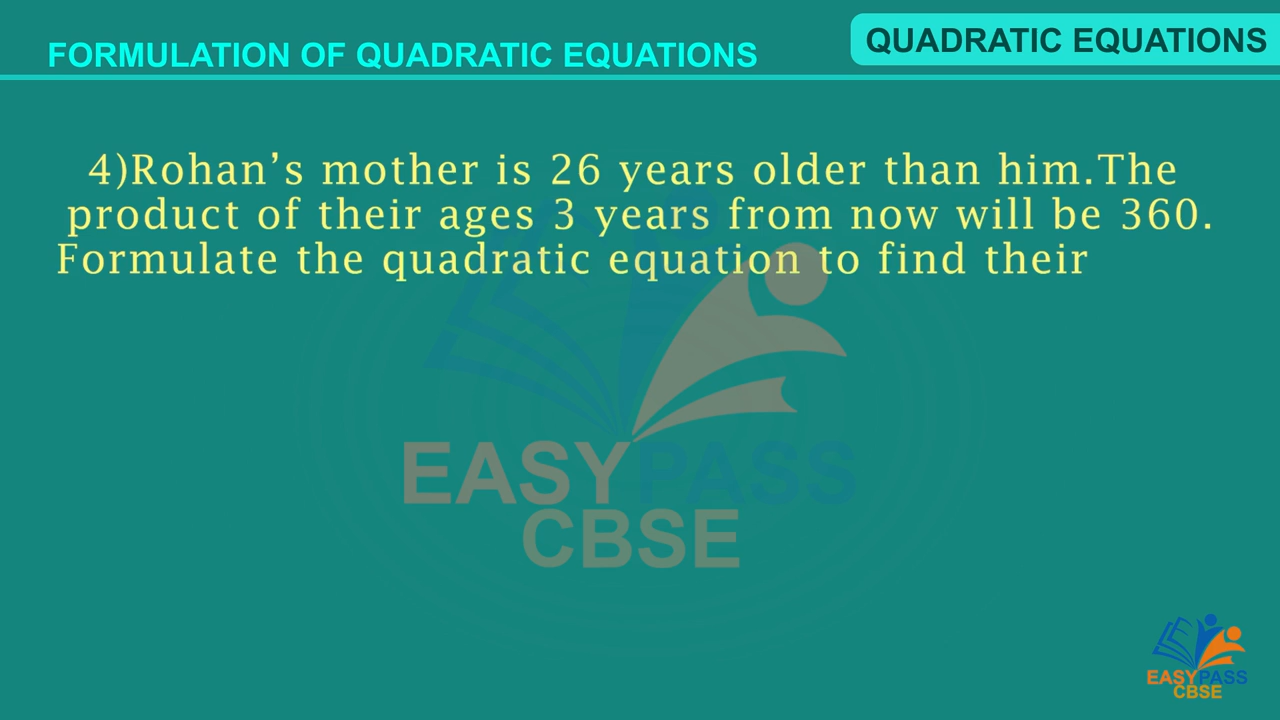 FORMULATION OF QUADRATIC EQUATIONS
QUADRATIC EQUATIONS
4)Rohan’s mother is 26 years older than him.The
product of their ages 3 years from now will be 360.
Formulate the quadratic equation to find their
EASYPASS
CBSE
EASYPASS
CBSE